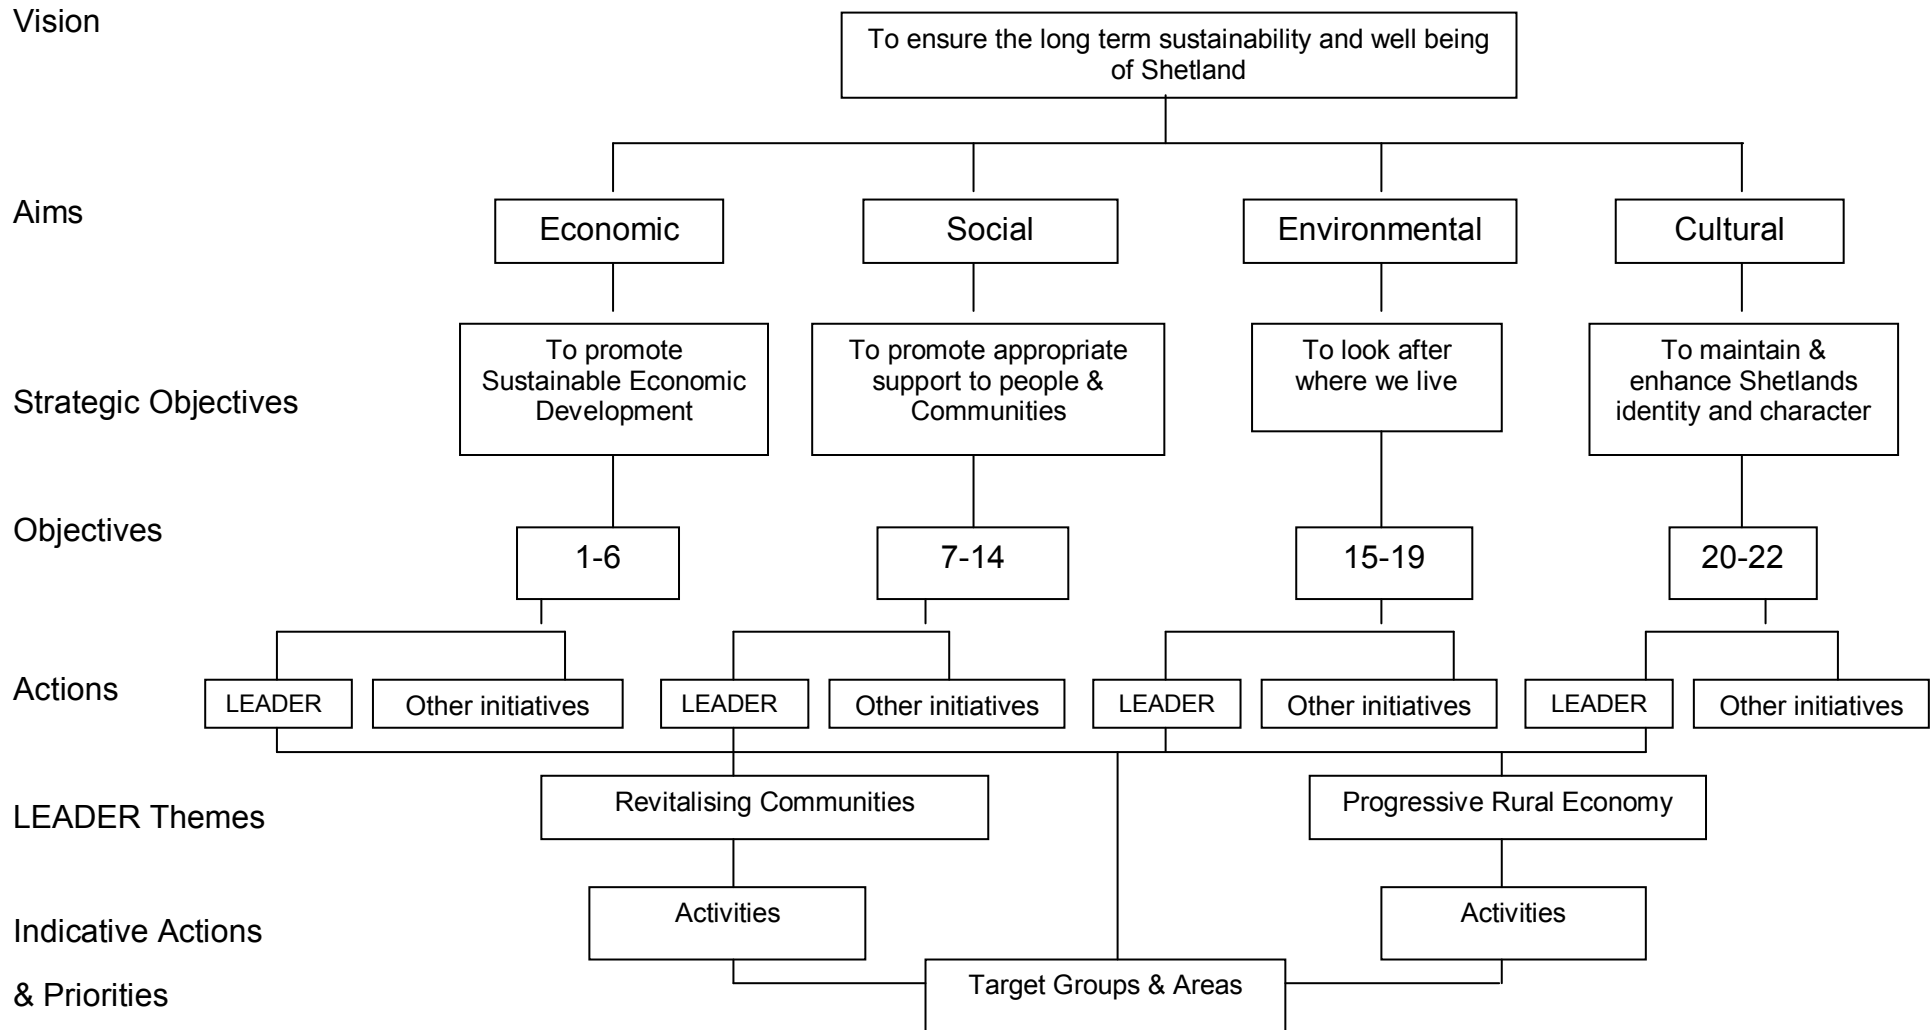 Vision
To ensure the long term sustainability and well being
of Shetland
Aims
Economic
Social
Environmental
Cultural
Strategic Objectives
To promote
Sustainable Economic
Development
To promote appropriate
support to people &
Communities
To look after
where we live
To maintain &
enhance Shetlands
identity and character
Objectives
1-6
7-14
15-19
20-22
Actions
LEADER
Other initiatives
LEADER
Other initiatives
LEADER
Other initiatives
LEADER
Other initiatives
LEADER Themes
Revitalising Communities
Progressive Rural Economy
Indicative Actions
& Priorities
Activities
Activities
Target Groups & Areas